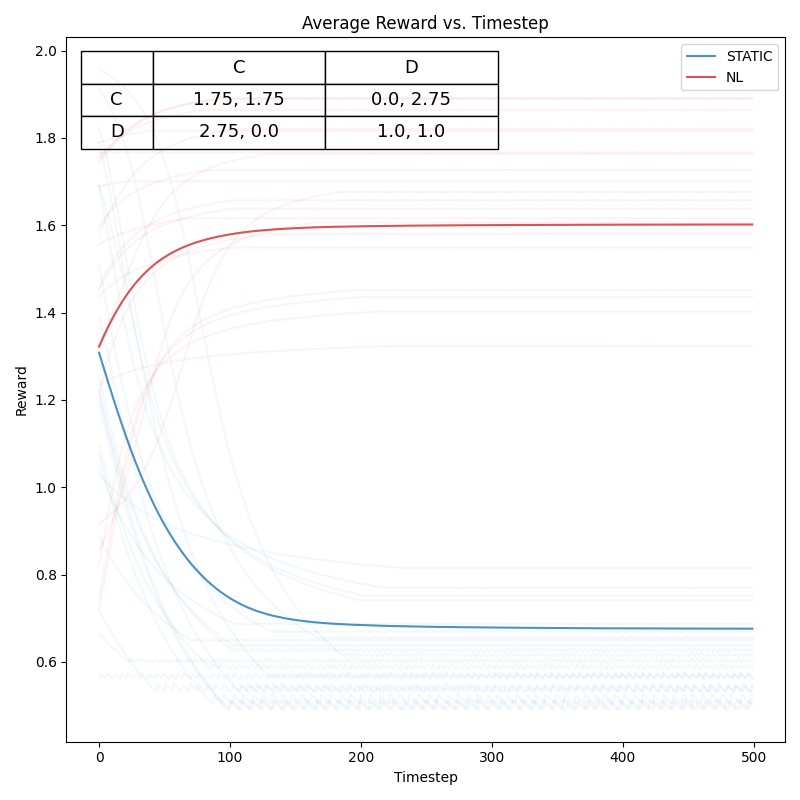 Average Reward vs. Timestep
C D
C 1.75, 1.75 0.0, 2.75
D 2.75, 0.0 1.0, 1.0
STATIC
NL
Reward
2.0
1.8
1.6
1.4
1.2
1.0
0.8
0.6
0 100 200 300 400 500
Timestep